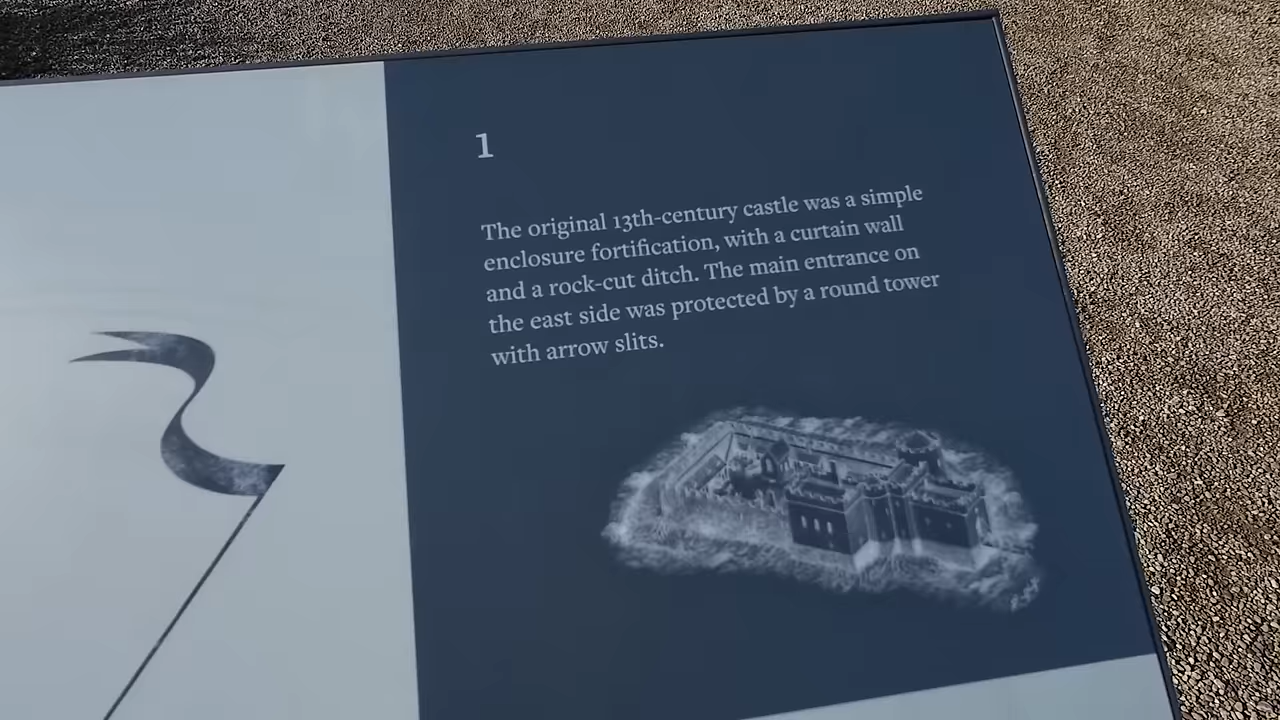 1
The original 13th-century castle was a simple
enclosure fortification, with a curtain wall
and a rock-cut ditch. The main entrance on
the east side was protected by a round tower
with arrow slits.